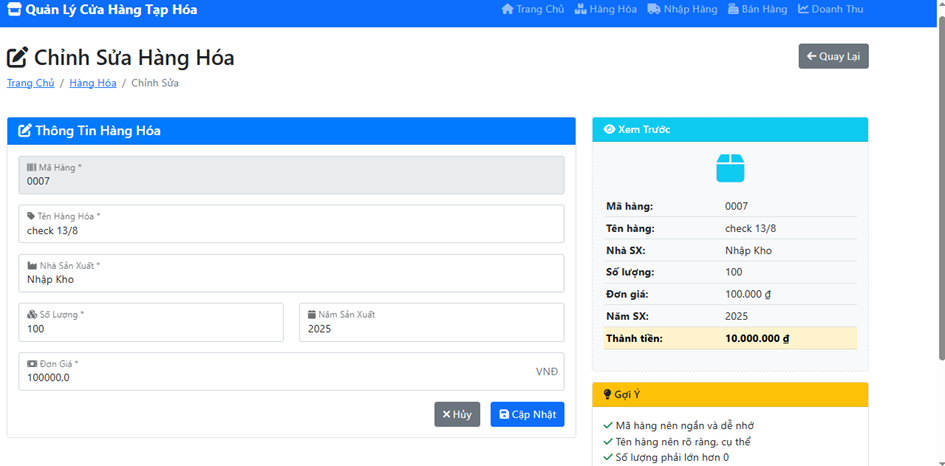 Quản Lý Cửa Hàng Tạp Hóa
Trang Chủ Hàng Hóa Nhập Hàng Bán Hàng Doanh Thu
Chỉnh Sửa Hàng Hóa
Quay Lại
Trang Chủ / Hàng Hóa / Chỉnh Sửa
Thông Tin Hàng Hóa
Mã Hàng *
0007
Tên Hàng Hóa *
check 13/8
Nhà Sản Xuất *
Nhập Kho
Số Lượng *
100
Năm Sản Xuất
2025
Đơn Giá *
100000.0
VNĐ
Hủy
Cập Nhật
Xem Trước
Mã hàng: 0007
Tên hàng: check 13/8
Nhà SX: Nhập Kho
Số lượng: 100
Đơn giá: 100.000 ₫
Năm SX: 2025
Thành tiền: 10.000.000 ₫
Gợi Ý
Mã hàng nên ngắn và dễ nhớ
Tên hàng nên rõ ràng, cụ thể
Số lượng phải lớn hơn 0